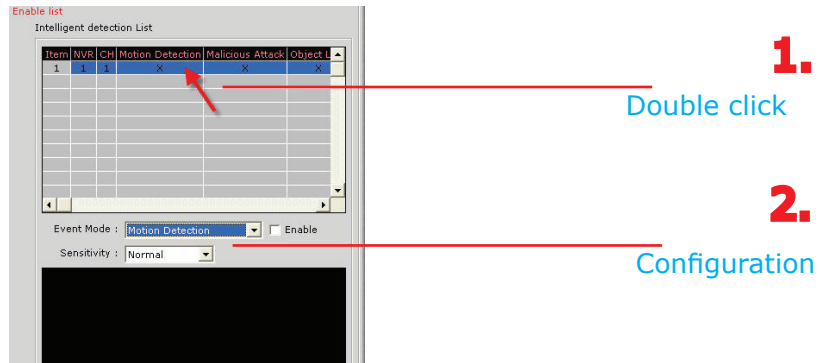 Enable list
Intelligent detection List
Item NVR CH Motion Detection Malicious Attack Object L
1 1 1 X X X
1.
Double click
2.
Event Mode : Motion Detection Enable
Sensitivity : Normal
Configuration